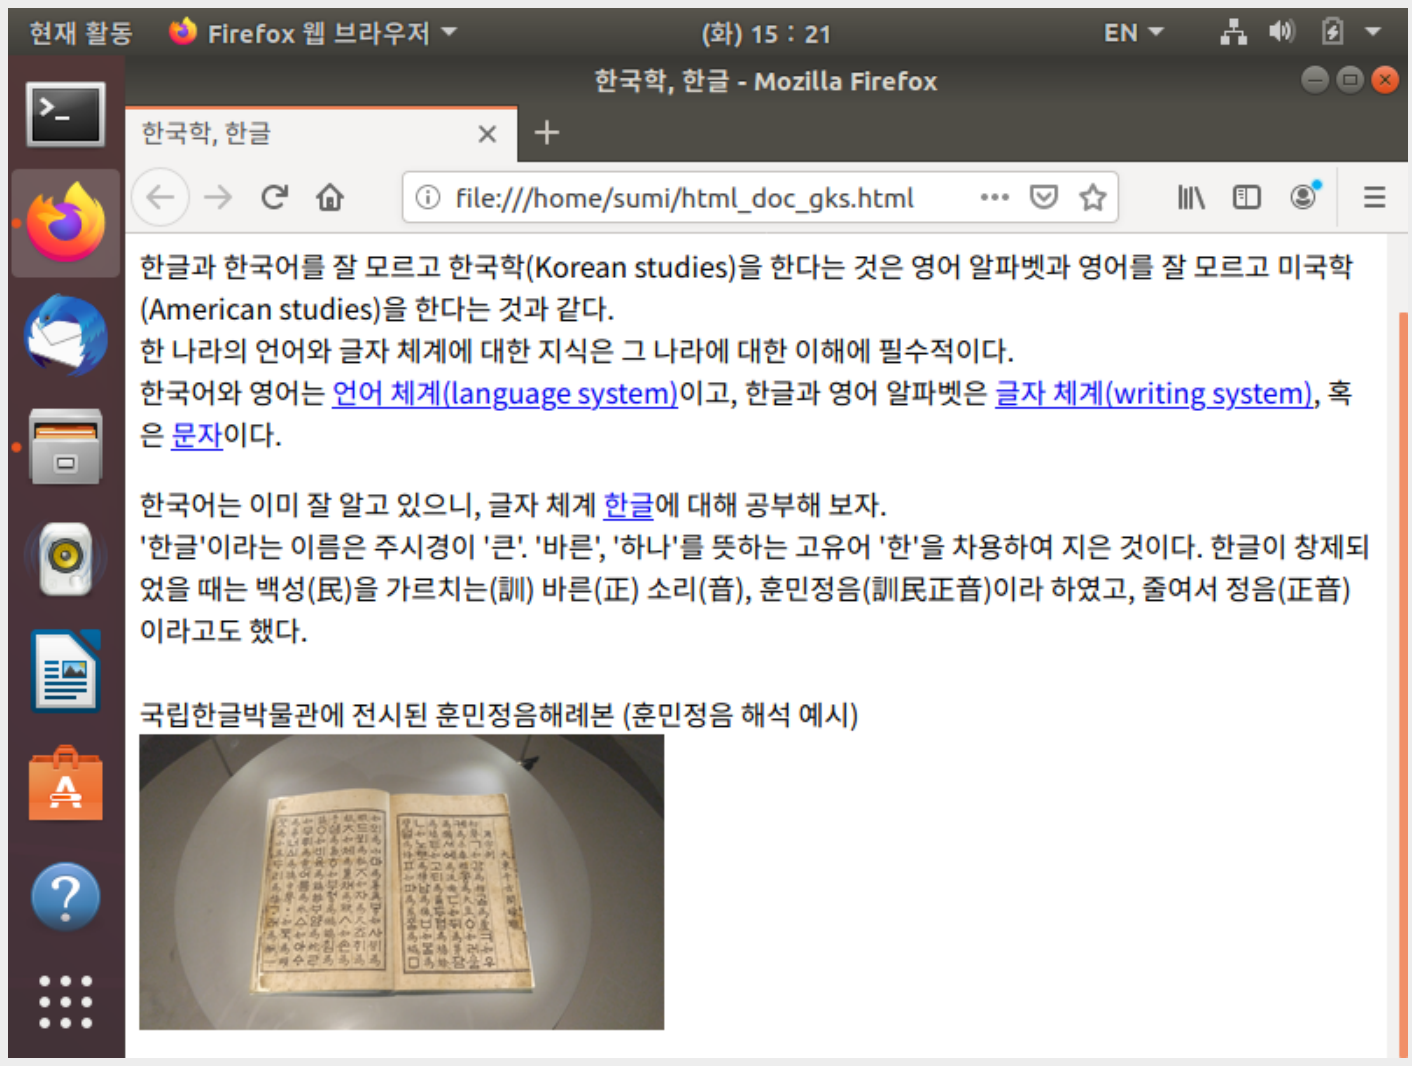 현재 활동 Firefox 웹 브라우저 (화) 15 : 21 EN
한국학, 한글 - Mozilla Firefox
한국학, 한글
file:///home/sumi/html_doc_gks.html
한글과 한국어를 잘 모르고 한국학(Korean studies)을 한다는 것은 영어 알파벳과 영어를 잘 모르고 미국학
(American studies)을 한다는 것과 같다.
한 나라의 언어와 글자 체계에 대한 지식은 그 나라에 대한 이해에 필수적이다.
한국어와 영어는 언어 체계(language system)이고, 한글과 영어 알파벳은 글자 체계(writing system), 혹
은 문자이다.
한국어는 이미 잘 알고 있으니, 글자 체계 한글에 대해 공부해 보자.
'한글'이라는 이름은 주시경이 '큰'. '바른', '하나'를 뜻하는 고유어 '한'을 차용하여 지은 것이다. 한글이 창제되
었을 때는 백성(民)을 가르치는(訓) 바른(正) 소리(音), 훈민정음(訓民正音)이라 하였고, 줄여서 정음(正音)
이라고도 했다.
국립한글박물관에 전시된 훈민정음해례본 (훈민정음 해석 예시)